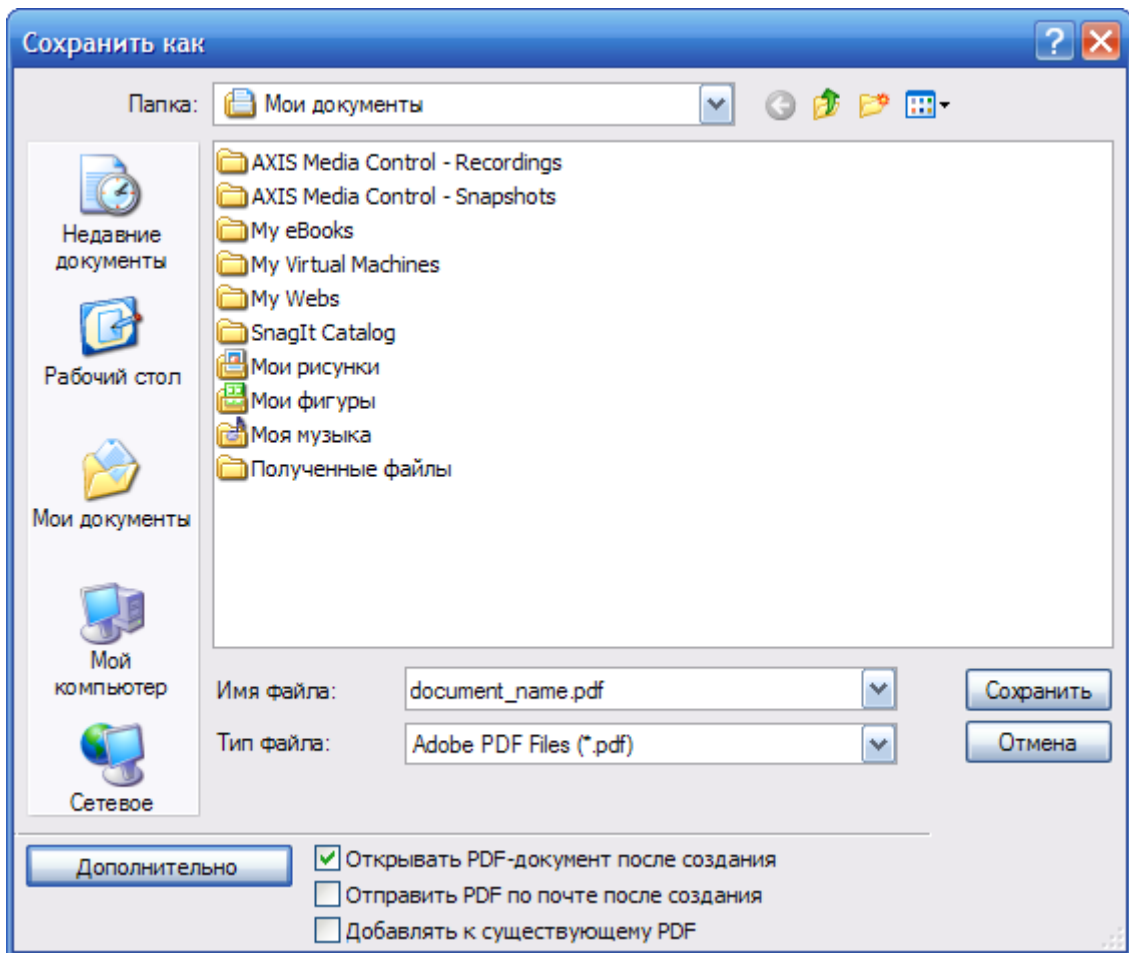 Сохранить как
Папка: Мои документы
Недавние
документы
Рабочий стол
Мои документы
Мой
компьютер
Сетевое
AXIS Media Control - Recordings
AXIS Media Control - Snapshots
My eBooks
My Virtual Machines
My Webs
SnagIt Catalog
Мои рисунки
Мои фигуры
Моя музыка
Полученные файлы
Имя файла: document_name.pdf Сохранить
Тип файла: Adobe PDF Files (*.pdf) Отмена
Дополнительно
Открывать PDF-документ после создания
Отправить PDF по почте после создания
Добавлять к существующему PDF